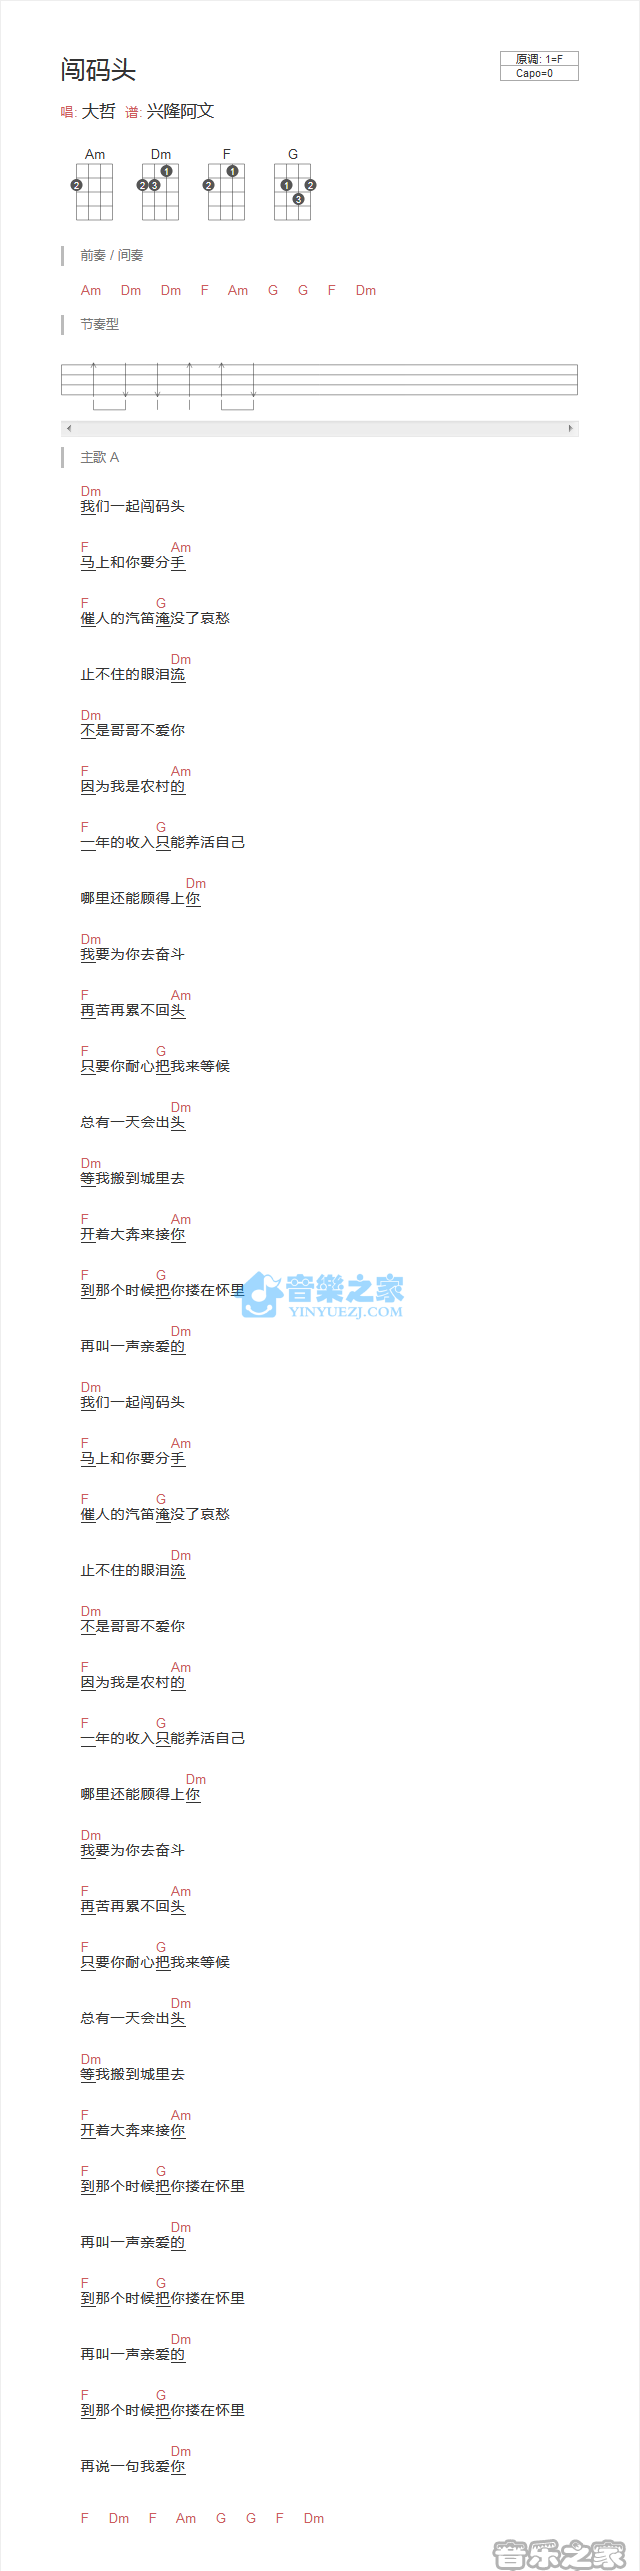 闯码头
原调: 1=F
Capo=0
唱: 大哲 谱: 兴隆阿文
Am Dm F G
2 2 3 1 2 1 1 2 3
前奏 / 间奏
Am Dm Dm F Am G G F Dm
节奏型
主歌 A
Dm
我们一起闯码头
F Am
马上和你要分手
F G
催人的汽笛淹没了哀愁
Dm
止不住的眼泪流
Dm
不是哥哥不爱你
F Am
因为我是农村的
F G
一年的收入只能养活自己
Dm
哪里还能顾得上你
Dm
我要为你去奋斗
F Am
再苦再累不回头
F G
只要你耐心把我来等候
Dm
总有一天会出头
Dm
等我搬到城里去
F Am
开着大奔来接你
F G
到那个时候把你搂在怀里
音樂之家
YINYUEZJ.COM
Dm
再叫一声亲爱的
Dm
我们一起闯码头
F Am
马上和你要分手
F G
催人的汽笛淹没了哀愁
Dm
止不住的眼泪流
Dm
不是哥哥不爱你
F Am
因为我是农村的
F G
一年的收入只能养活自己
Dm
哪里还能顾得上你
Dm
我要为你去奋斗
F Am
再苦再累不回头
F G
只要你耐心把我来等候
Dm
总有一天会出头
Dm
等我搬到城里去
F Am
开着大奔来接你
F G
到那个时候把你搂在怀里
Dm
再叫一声亲爱的
F G
到那个时候把你搂在怀里
Dm
再叫一声亲爱的
F G
到那个时候把你搂在怀里
Dm
再说一句我爱你
F Dm F Am G G F Dm
音乐之家